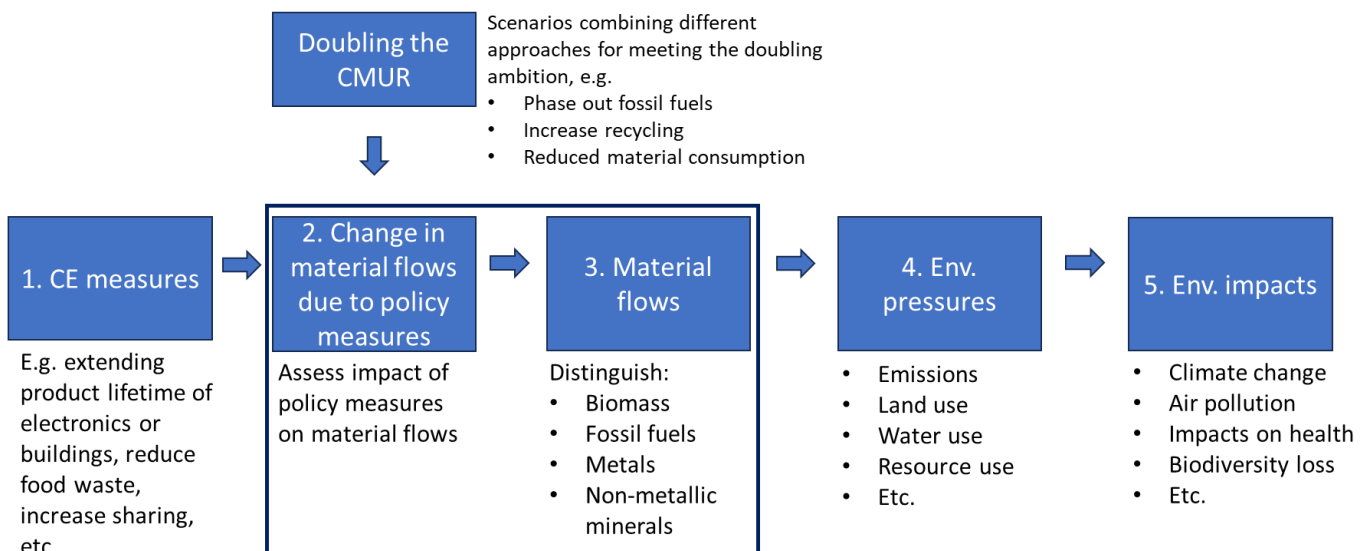 Doubling the
CMUR
Scenarios combining different
approaches for meeting the doubling
ambition, e.g.
• Phase out fossil fuels
• Increase recycling
• Reduced material consumption
1. CE measures
E.g. extending
product lifetime of
electronics or
buildings, reduce
food waste,
increase sharing,
etc
2. Change in
material flows
due to policy
measures
Assess impact of
policy measures
on material flows
3. Material
flows
Distinguish:
• Biomass
• Fossil fuels
• Metals
• Non-metallic
minerals
4. Env.
pressures
• Emissions
• Land use
• Water use
• Resource use
• Etc.
5. Env. impacts
• Climate change
• Air pollution
• Impacts on health
• Biodiversity loss
• Etc.